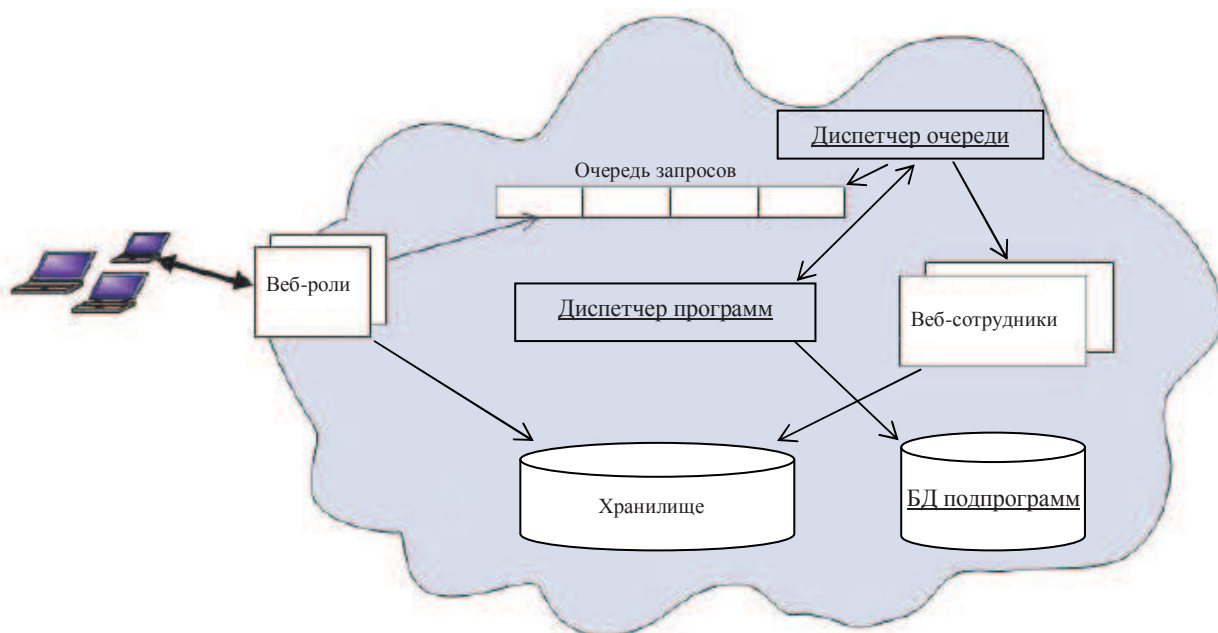 Диспетчер очереди
Очередь запросов
Веб-роли
Диспетчер программ
Веб-сотрудники
Хранилище
БД подпрограмм